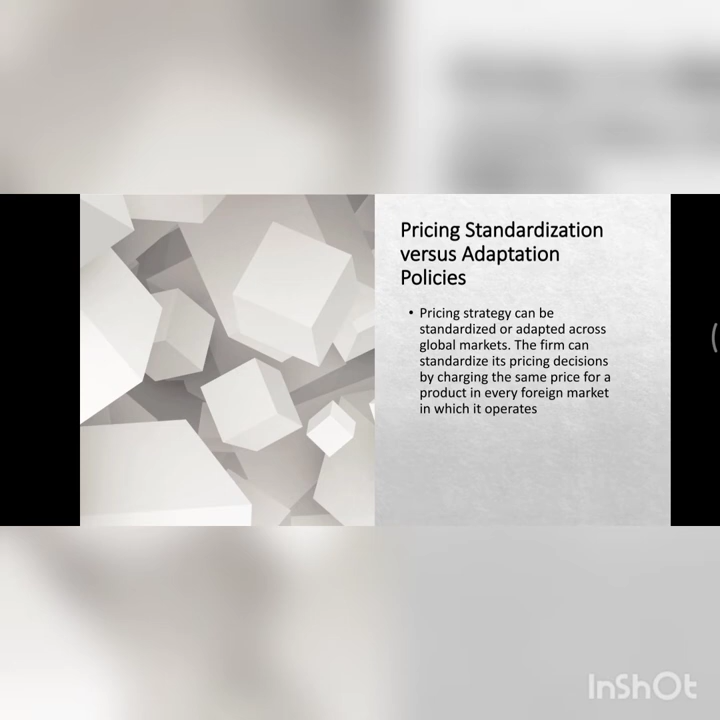 Pricing Standardization
versus Adaptation
Policies
• Pricing strategy can be
standardized or adapted across
global markets. The firm can
standardize its pricing decisions
by charging the same price for a
product in every foreign market
in which it operates
InShOt